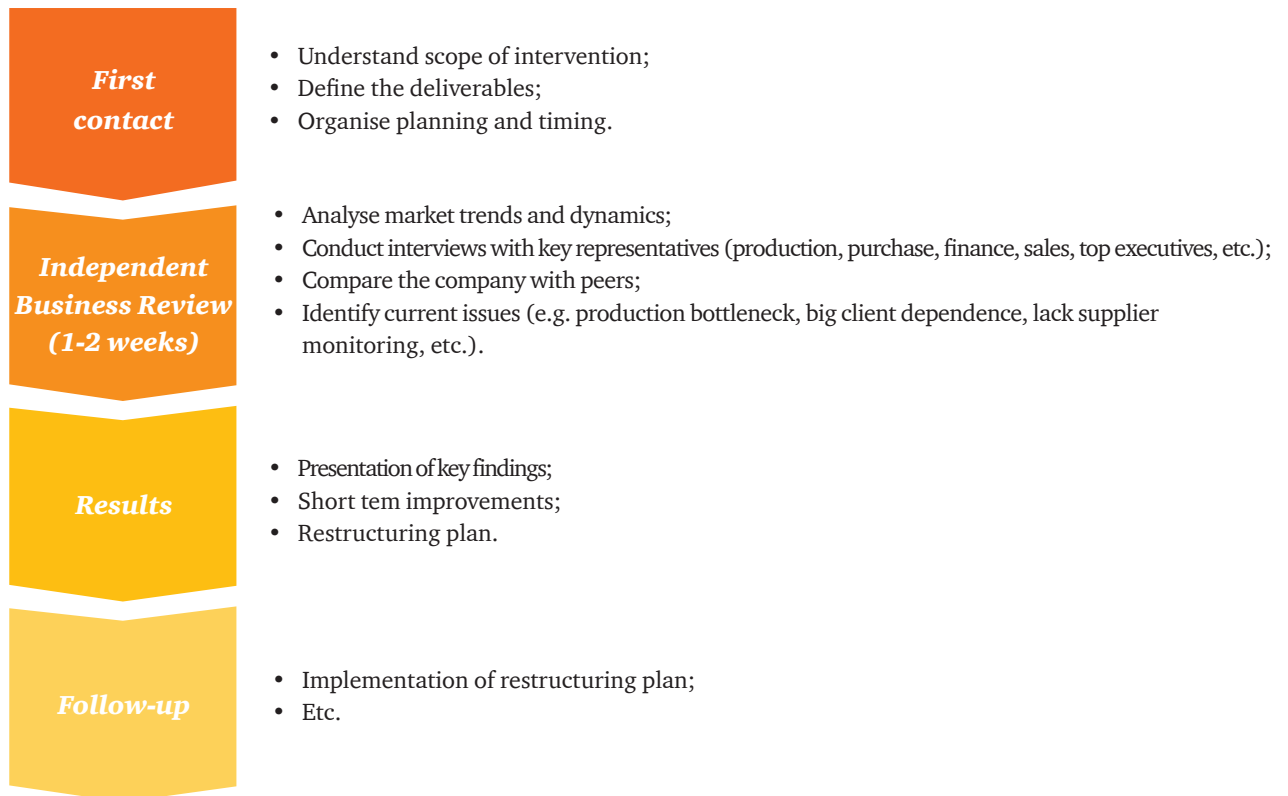 First
contact
• Understand scope of intervention;
• Define the deliverables;
• Organise planning and timing.
Independent
Business Review
(1-2 weeks)
• Analyse market trends and dynamics;
• Conduct interviews with key representatives (production, purchase, finance, sales, top executives, etc.);
• Compare the company with peers;
• Identify current issues (e.g. production bottleneck, big client dependence, lack supplier
monitoring, etc.).
Results
• Presentation of key findings;
• Short tem improvements;
• Restructuring plan.
Follow-up
• Implementation of restructuring plan;
• Etc.